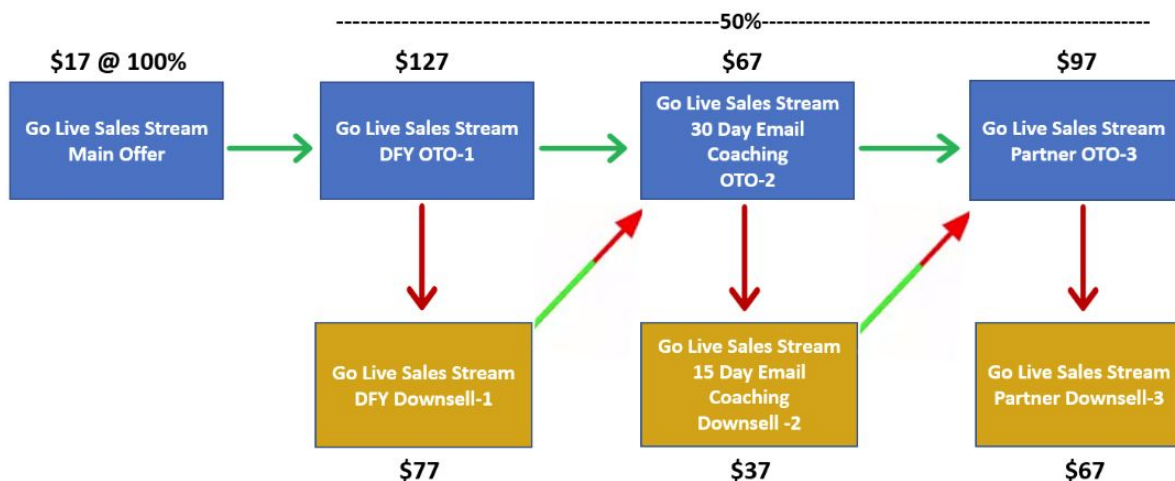 ---------------------------------------------50%---------------------------------------------
$17 @ 100%
$127
$67
$97
Go Live Sales Stream
Main Offer
Go Live Sales Stream
DFY OTO-1
Go Live Sales Stream
30 Day Email
Coaching
OTO-2
Go Live Sales Stream
Partner OTO-3
Go Live Sales Stream
DFY Downsell-1
Go Live Sales Stream
15 Day Email
Coaching
Downsell -2
Go Live Sales Stream
Partner Downsell-3
$77
$37
$67